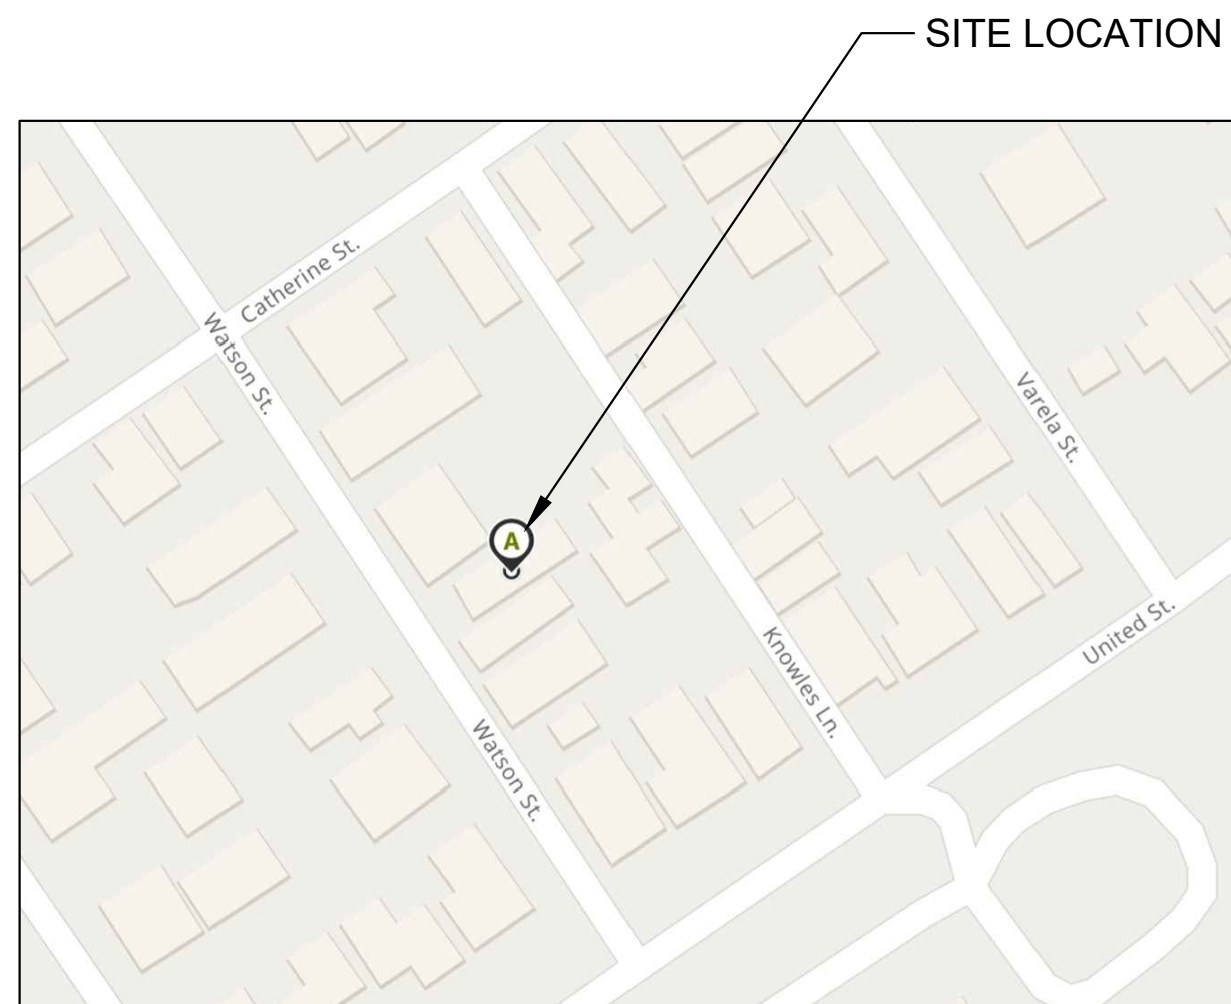 SITE LOCATION
Catherine St.
Watson St.
Varela St.
A
United St.
Knowles Ln.
Watson St.